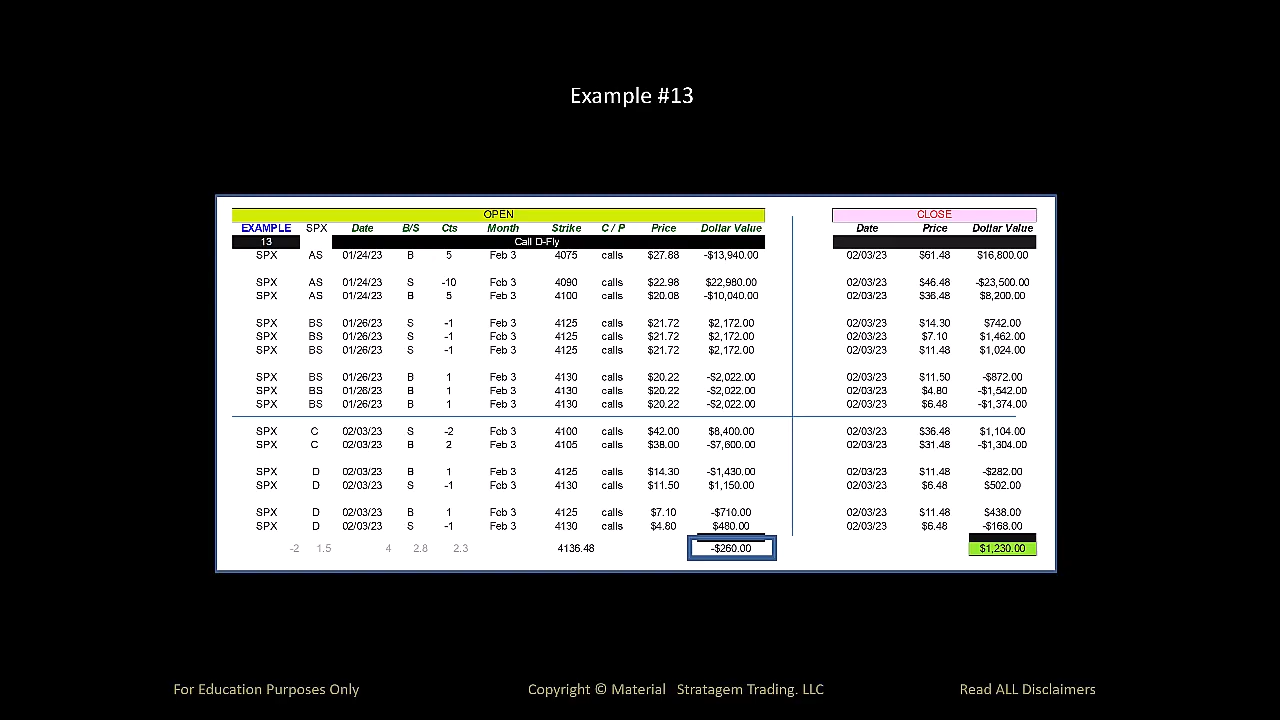 Example #13
OPEN CLOSE
EXAMPLE SPX Date B/S Cts Month Strike C / P Price Dollar Value Date Price Dollar Value
13 Call D-Fly
SPX AS 01/24/23 B 5 Feb 3 4075 calls $27.88 -$13,940.00 02/03/23 $61.48 $16,800.00
SPX AS 01/24/23 S -10 Feb 3 4090 calls $22.98 $22,980.00 02/03/23 $46.48 -$23,500.00
SPX AS 01/24/23 B 5 Feb 3 4100 calls $20.08 -$10,040.00 02/03/23 $36.48 $8,200.00
SPX BS 01/26/23 S -1 Feb 3 4125 calls $21.72 $2,172.00 02/03/23 $14.30 $742.00
SPX BS 01/26/23 S -1 Feb 3 4125 calls $21.72 $2,172.00 02/03/23 $7.10 $1,462.00
SPX BS 01/26/23 S -1 Feb 3 4125 calls $21.72 $2,172.00 02/03/23 $11.48 $1,024.00
SPX BS 01/26/23 B 1 Feb 3 4130 calls $20.22 -$2,022.00 02/03/23 $11.50 -$872.00
SPX BS 01/26/23 B 1 Feb 3 4130 calls $20.22 -$2,022.00 02/03/23 $4.80 -$1,542.00
SPX BS 01/26/23 B 1 Feb 3 4130 calls $20.22 -$2,022.00 02/03/23 $6.48 -$1,374.00
SPX C 02/03/23 S -2 Feb 3 4100 calls $42.00 $8,400.00 02/03/23 $36.48 $1,104.00
SPX C 02/03/23 B 2 Feb 3 4105 calls $38.00 -$7,600.00 02/03/23 $31.48 -$1,304.00
SPX D 02/03/23 B 1 Feb 3 4125 calls $14.30 -$1,430.00 02/03/23 $11.48 -$282.00
SPX D 02/03/23 S -1 Feb 3 4130 calls $11.50 $1,150.00 02/03/23 $6.48 $502.00
SPX D 02/03/23 B 1 Feb 3 4125 calls $7.10 -$710.00 02/03/23 $11.48 $438.00
SPX D 02/03/23 S -1 Feb 3 4130 calls $4.80 $480.00 02/03/23 $6.48 -$168.00
-2 1.5 4 2.8 2.3 4136.48 -$260.00 $1,230.00
For Education Purposes Only Copyright © Material Stratagem Trading. LLC Read ALL Disclaimers